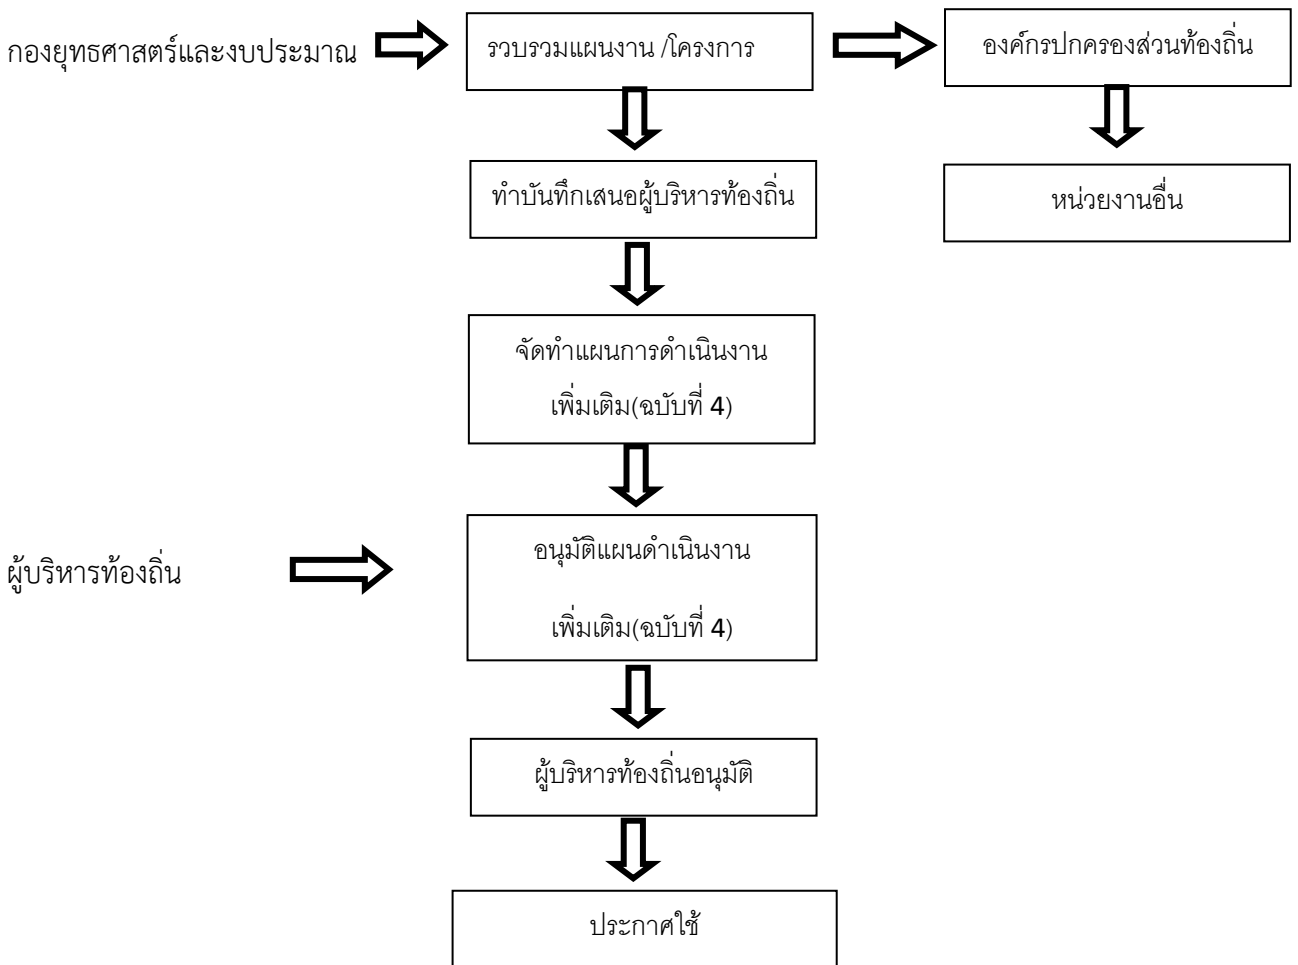 กองยุทธศาสตร์และงบประมาณ
รวบรวมแผนงาน /โครงการ
องค์กรปกครองส่วนท้องถิ่น
ทำบันทึกเสนอผู้บริหารท้องถิ่น
หน่วยงานอื่น
จัดทำแผนการดำเนินงาน
เพิ่มเติม(ฉบับที่ 4)
อนุมัติแผนดำเนินงาน
ผู้บริหารท้องถิ่น
เพิ่มเติม(ฉบับที่ 4)
ผู้บริหารท้องถิ่นอนุมัติ
ประกาศใช้